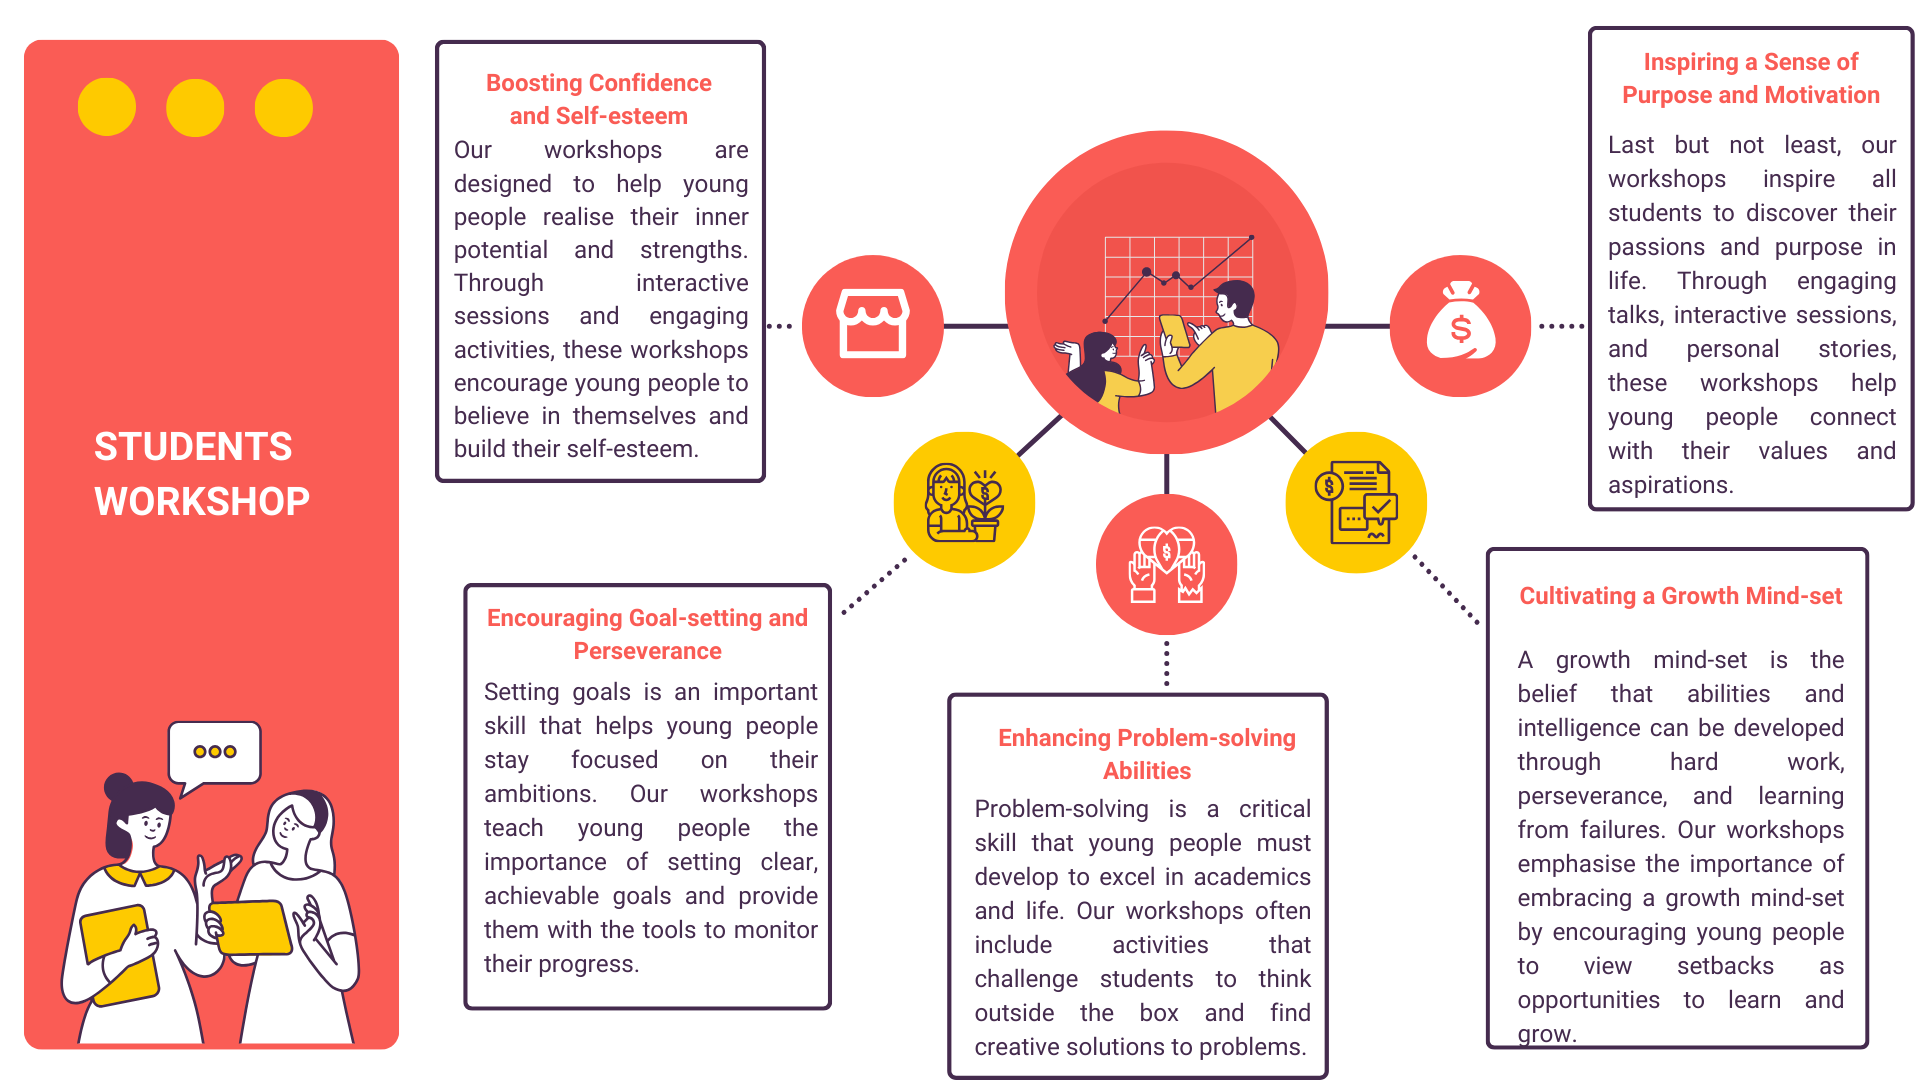 STUDENTS
WORKSHOP
Boosting Confidence
and Self-esteem
Our workshops are
designed to help young
people realise their inner
potential and strengths.
Through interactive
sessions and engaging
activities, these workshops
encourage young people to
believe in themselves and
build their self-esteem.
Encouraging Goal-setting and
Perseverance
Setting goals is an important
skill that helps young people
stay focused on their
ambitions. Our workshops
teach young people the
importance of setting clear,
achievable goals and provide
them with the tools to monitor
their progress.
Enhancing Problem-solving
Abilities
Problem-solving is a critical
skill that young people must
develop to excel in academics
and life. Our workshops often
include activities that
challenge students to think
outside the box and find
creative solutions to problems.
Cultivating a Growth Mind-set
A growth mind-set is the
belief that abilities and
intelligence can be developed
through hard work,
perseverance, and learning
from failures. Our workshops
emphasise the importance of
embracing a growth mind-set
by encouraging young people
to view setbacks as
opportunities to learn and
grow.
Inspiring a Sense of
Purpose and Motivation
Last but not least, our
workshops inspire all
students to discover their
passions and purpose in
life. Through engaging
talks, interactive sessions,
and personal stories,
these workshops help
young people connect
with their values and
aspirations.